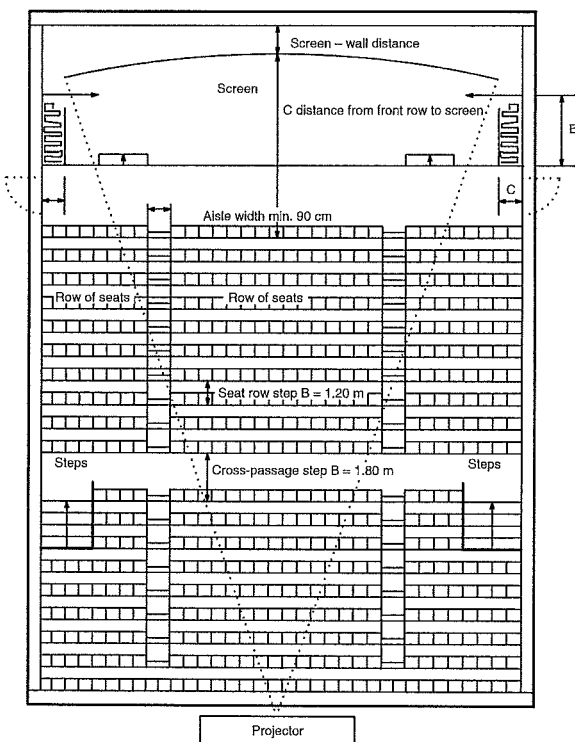 Screen – wall distance
Screen
C distance from front row to screen
E
C
Aisle width min. 90 cm
Row of seats
Row of seats
Seat row step B = 1.20 m
Steps
Cross-passage step B = 1.80 m
Steps
Projector